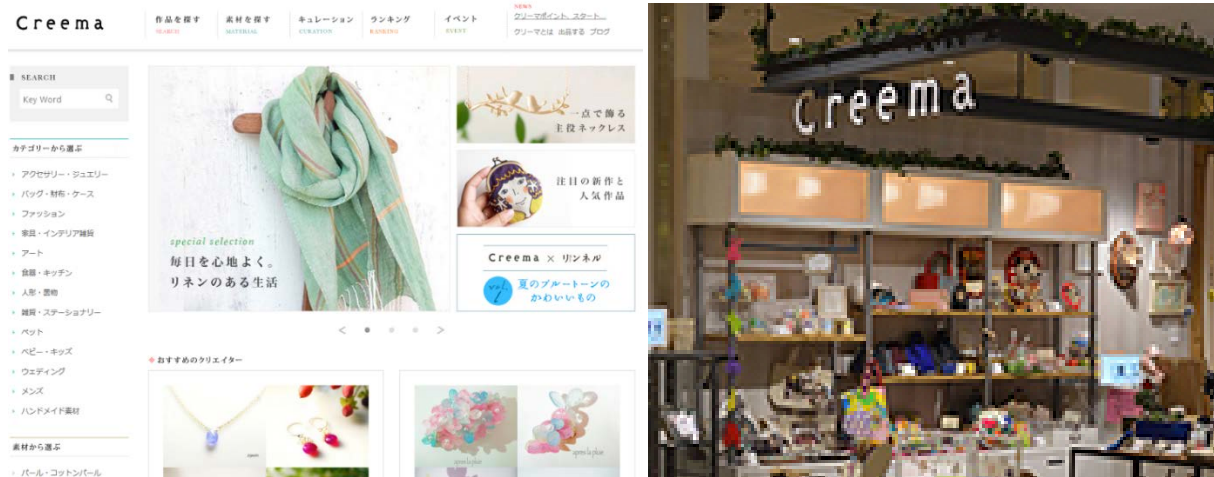 Creema
作品を探す
SEARCH
素材を探す
MATERIAL
キュレーション
CURATION
ランキング
RANKING
イベント
EVENT
NEWS
クリーマポイント、スタート...
クリーマとは 出品する ブログ
SEARCH
Key Word
カテゴリーから選ぶ
アクセサリー・ジュエリー
バッグ・財布・ケース
ファッション
家具・インテリア雑貨
アート
食器・キッチン
人形・置物
雑貨・ステーショナリー
ペット
ベビー・キッズ
ウェディング
メンズ
ハンドメイド素材
素材から選ぶ
パール・コットンパール
special selection
毎日を心地よく。
リネンのある生活
一点で飾る
主役ネックレス
注目の新作と
人気作品
Creema × リンネル
vol.1
夏のブルートーンの
かわいいもの
おすすめのクリエイター
apres la pluie
apres la pluie
Creema